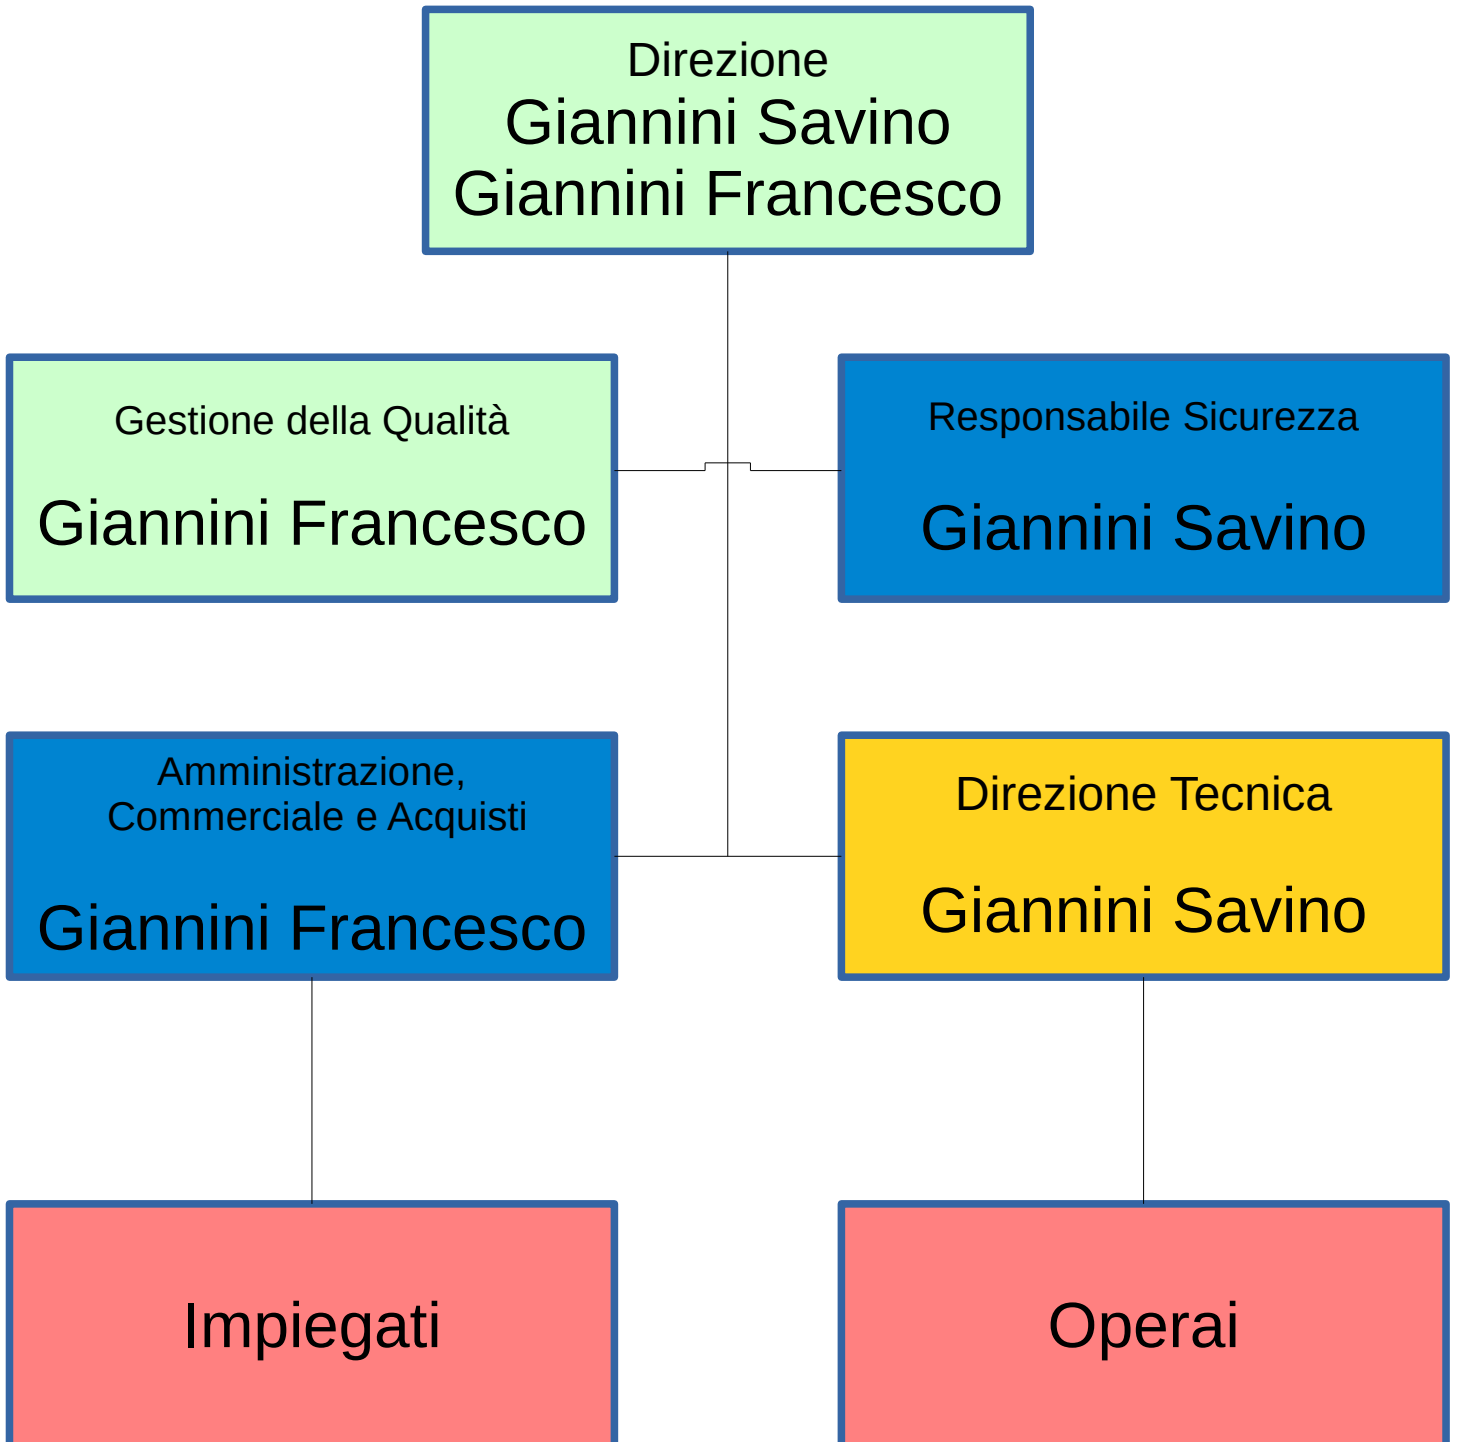 Direzione
Giannini Savino
Giannini Francesco
Gestione della Qualità
Giannini Francesco
Responsabile Sicurezza
Giannini Savino
Amministrazione,
Commerciale e Acquisti
Giannini Francesco
Direzione Tecnica
Giannini Savino
Impiegati
Operai